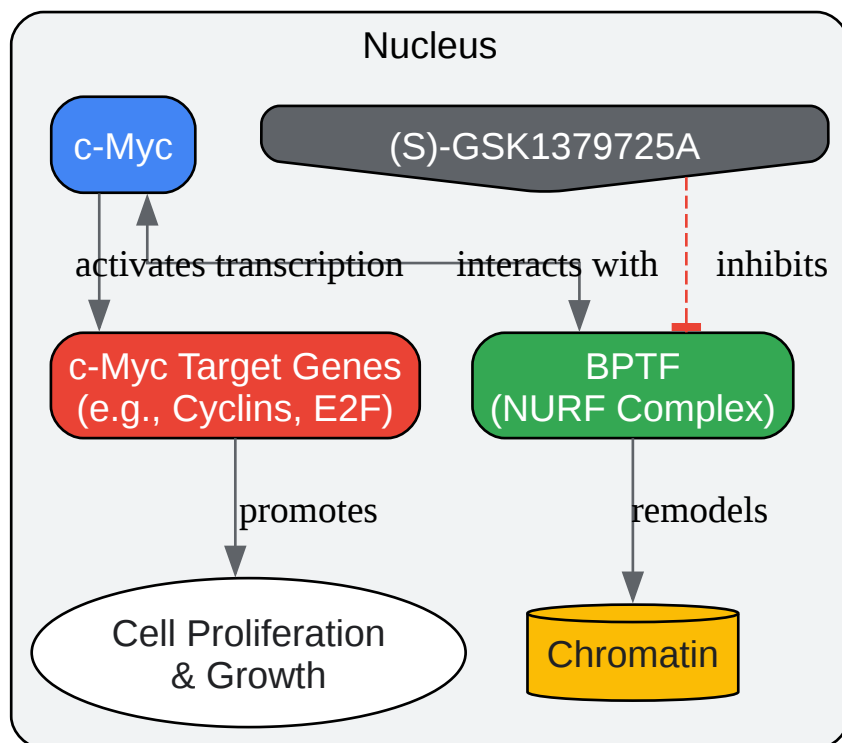 Nucleus
c-Myc
(S)-GSK1379725A
activates transcription
interacts with
inhibits
c-Myc Target Genes
(e.g., Cyclins, E2F)
BPTF
(NURF Complex)
promotes
remodels
Cell Proliferation
& Growth
Chromatin